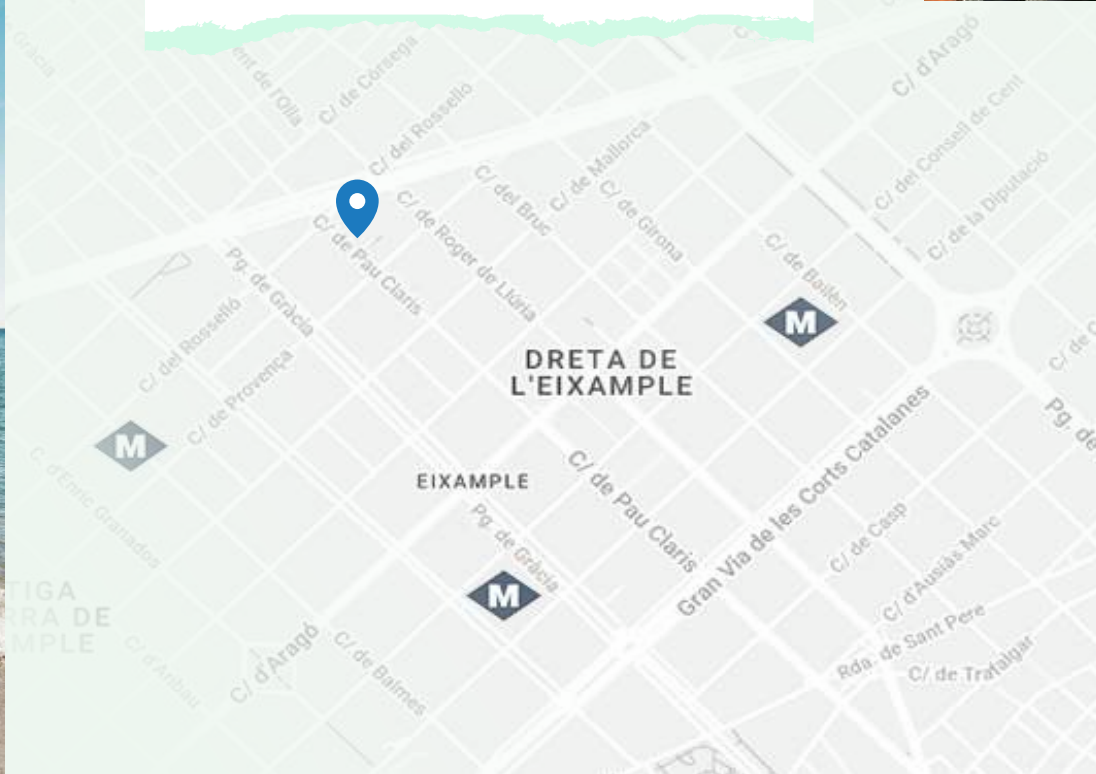 C/ d'Aragó
Gràcia
C/ de Còrsega
C/ del Rosselló
C/ del Consell de Cent
C/ de Mallorca
C/ de la Diputació
C/ del Bruc
C/ de Girona
C/ de Roger de Llúria
C/ de Pau Claris
C/ de Bailèn
Pg. de Gràcia
M
C/ del Rosselló
DRETA DE
L'EIXAMPLE
C/ de Provença
Pg. de
M
EIXAMPLE
C/ de Pau Claris
Gran Via de les Corts Catalanes
C. d'Enric Granados
Pg. de Gràcia
C/ de Casp
C/ d'Ausiàs Marc
M
C/ d'Aragó
C/ de Balmes
C/ d'Aribau
Rda. de Sant Pere
C/ de Trafalgar